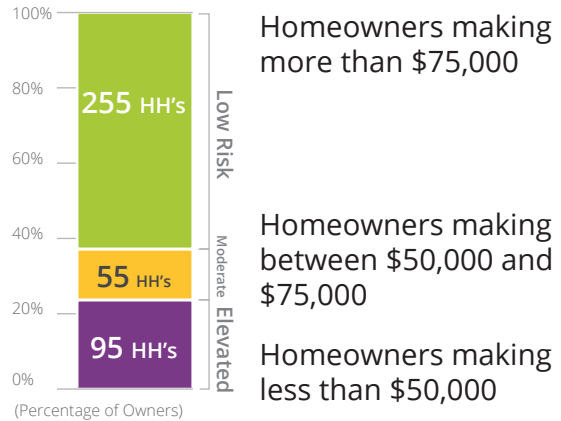 100%
80%
60%
40%
20%
0%
(Percentage of Owners)
255 HH's
55 HH's
95 HH's
Low Risk
Moderate
Elevated
Homeowners making
more than $75,000
Homeowners making
between $50,000 and
$75,000
Homeowners making
less than $50,000